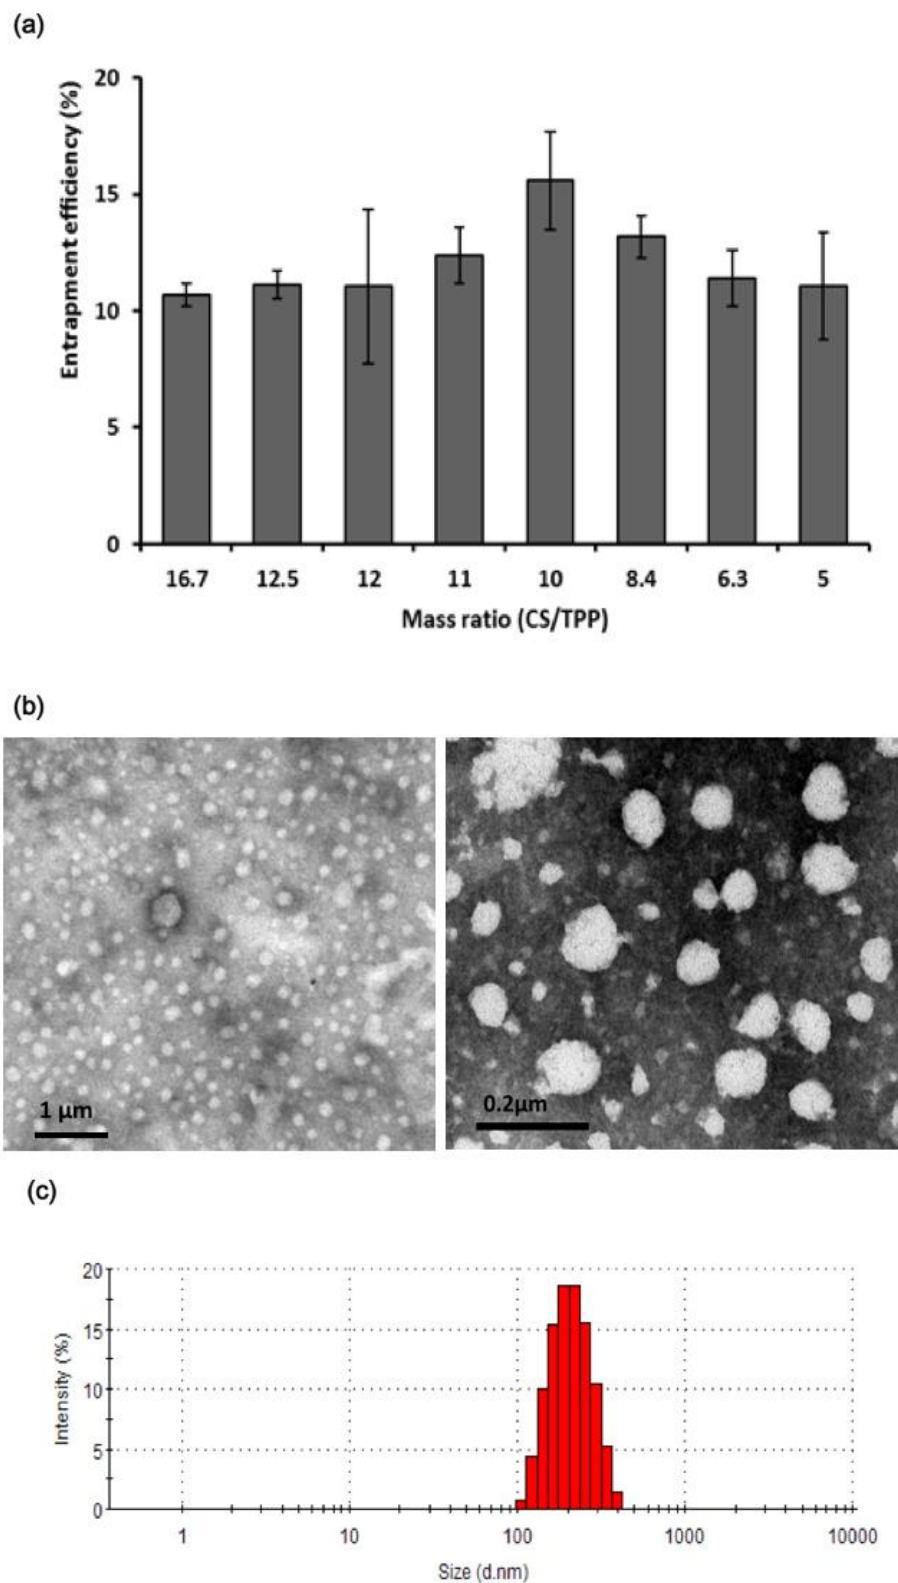 (a)
Entrapment efficiency (%)
20
15
10
5
0
16.7 12.5 12 11 10 8.4 6.3 5
Mass ratio (CS/TPP)
(b)
1 µm
0.2µm
(c)
Intensity (%)
20
15
10
5
0
1 10 100 1000 10000
Size (d.nm)